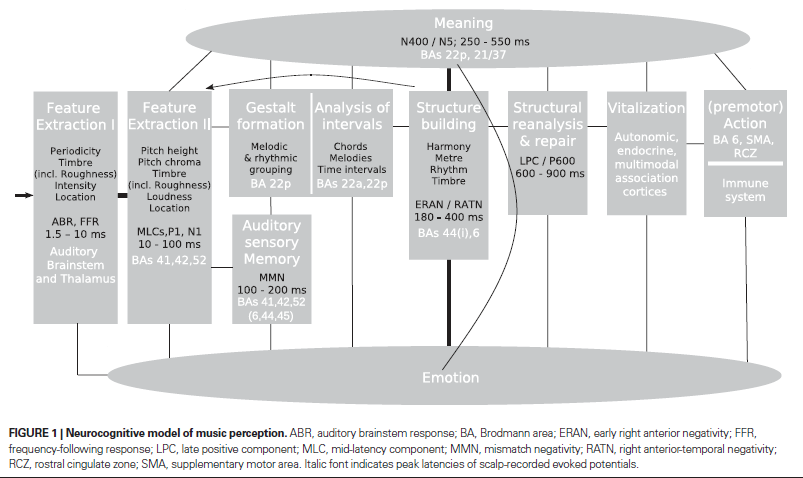 Meaning
N400 / N5; 250 - 550 ms
BAs 22p, 21/37
Feature
Extraction I
Periodicity
Timbre
(incl. Roughness)
Intensity
Location
ABR, FFR
1.5 – 10 ms
Auditory
Brainstem
and Thalamus
Feature
Extraction II
Pitch height
Pitch chroma
Timbre
(incl. Roughness)
Loudness
Location
MLCs,P1, N1
10 - 100 ms
BAs 41,42,52
Gestalt
formation
Melodic
& rhythmic
grouping
BA 22p
Analysis of
intervals
Chords
Melodies
Time intervals
BAs 22a,22p
Auditory
sensory
Memory
MMN
100 - 200 ms
BAs 41,42,52
(6,44,45)
Structure
building
Harmony
Metre
Rhythm
Timbre
ERAN / RATN
180 - 400 ms
BAs 44(i),6
Structural
reanalysis
& repair
LPC / P600
600 - 900 ms
Vitalization
Autonomic,
endocrine,
multimodal
association
cortices
(premotor)
Action
BA 6, SMA,
RCZ
Immune
system
Emotion
FIGURE 1 | Neurocognitive model of music perception. ABR, auditory brainstem response; BA, Brodmann area; ERAN, early right anterior negativity; FFR,
frequency-following response; LPC, late positive component; MLC, mid-latency component; MMN, mismatch negativity; RATN, right anterior-temporal negativity;
RCZ, rostral cingulate zone; SMA, supplementary motor area. Italic font indicates peak latencies of scalp-recorded evoked potentials.